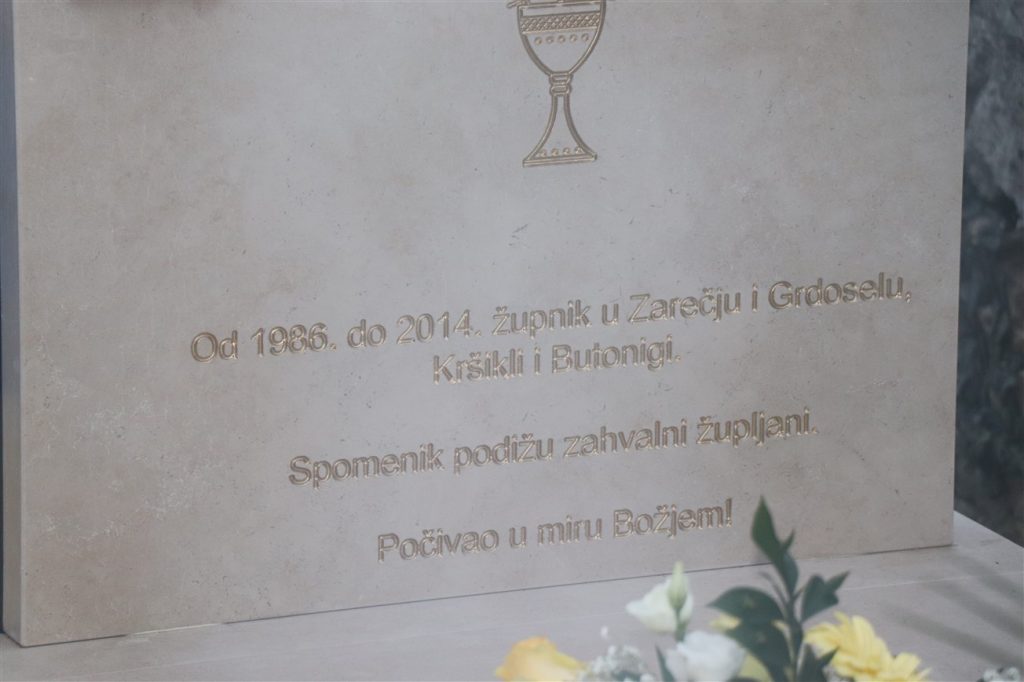 Od 1986. do 2014. župnik u Zarečju i Grdoselu,
Kršikli i Butonigi.
Spomenik podižu zahvalni župljani.
Počivao u miru Božjem!